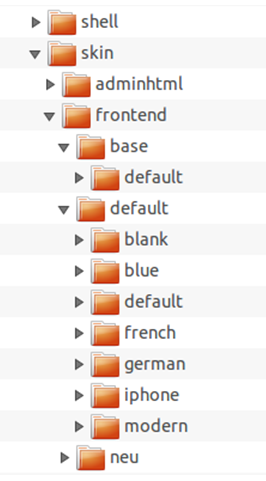 shell
skin
adminhtml
frontend
base
default
default
blank
blue
default
french
german
iphone
modern
neu